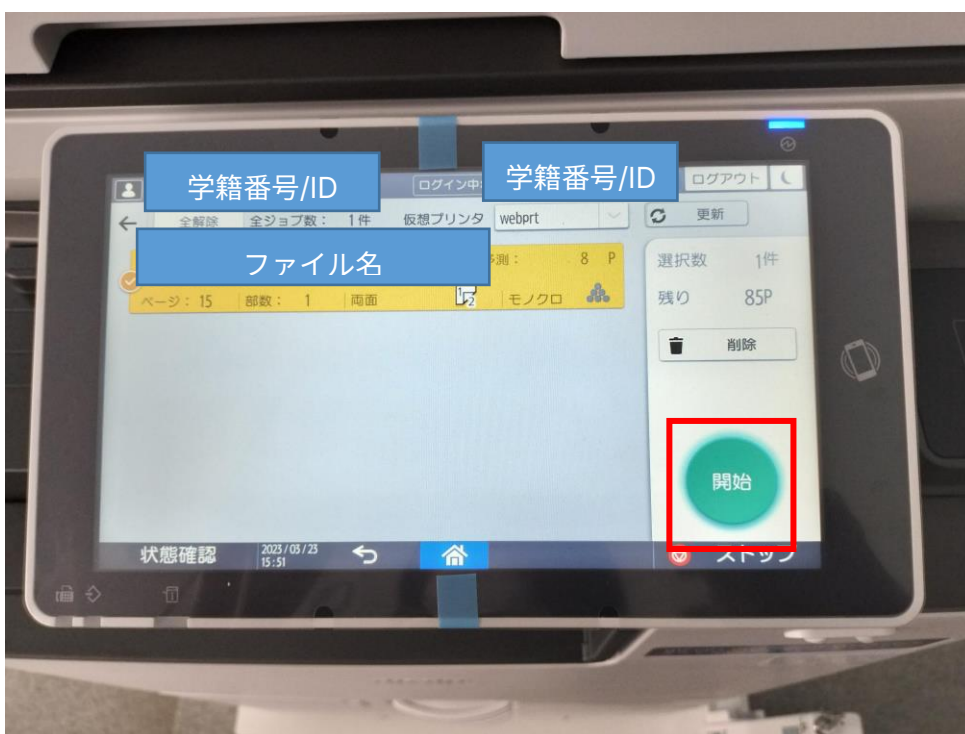 学籍番号/ID
ログイン中
学籍番号/ID
ログアウト
全解除
全ジョブ数： 1件
仮想プリンタ
webprt
更新
ファイル名
測： 8 P
ページ：15
部数： 1
両面
1 2
モノクロ
選択数 1件
残り 85P
削除
開始
状態確認
2023/03/23
15:51
ストップ